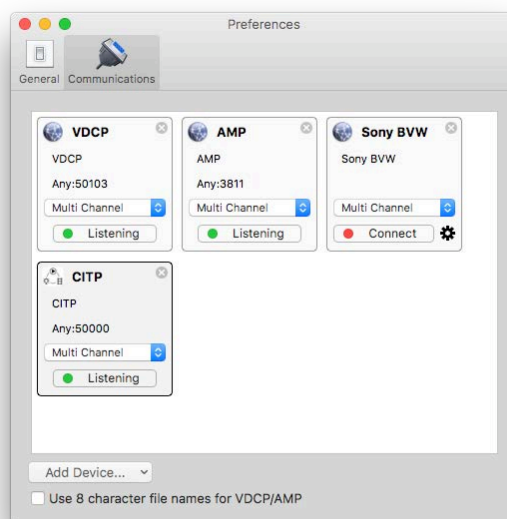 Preferences
General
Communications
VDCP
VDCP
Any:50103
Multi Channel
Listening
AMP
AMP
Any:3811
Multi Channel
Listening
Sony BVW
Sony BVW
Multi Channel
Connect
CITP
CITP
Any:50000
Multi Channel
Listening
Add Device...
Use 8 character file names for VDCP/AMP